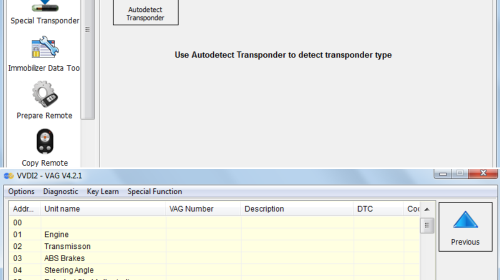 Autodetect
Transponder
Special Transponder
Use Autodetect Transponder to detect transponder type
Immobilizer Data Too
Prepare Remote
Copy Remote
VVDI2 - VAG V4.2.1
Options Diagnostic Key Learn Special Function
Addr... Unit name VAG Number Description DTC Co
00
01 Engine
02 Transmisson
03 ABS Brakes
04 Steering Angle
Previous